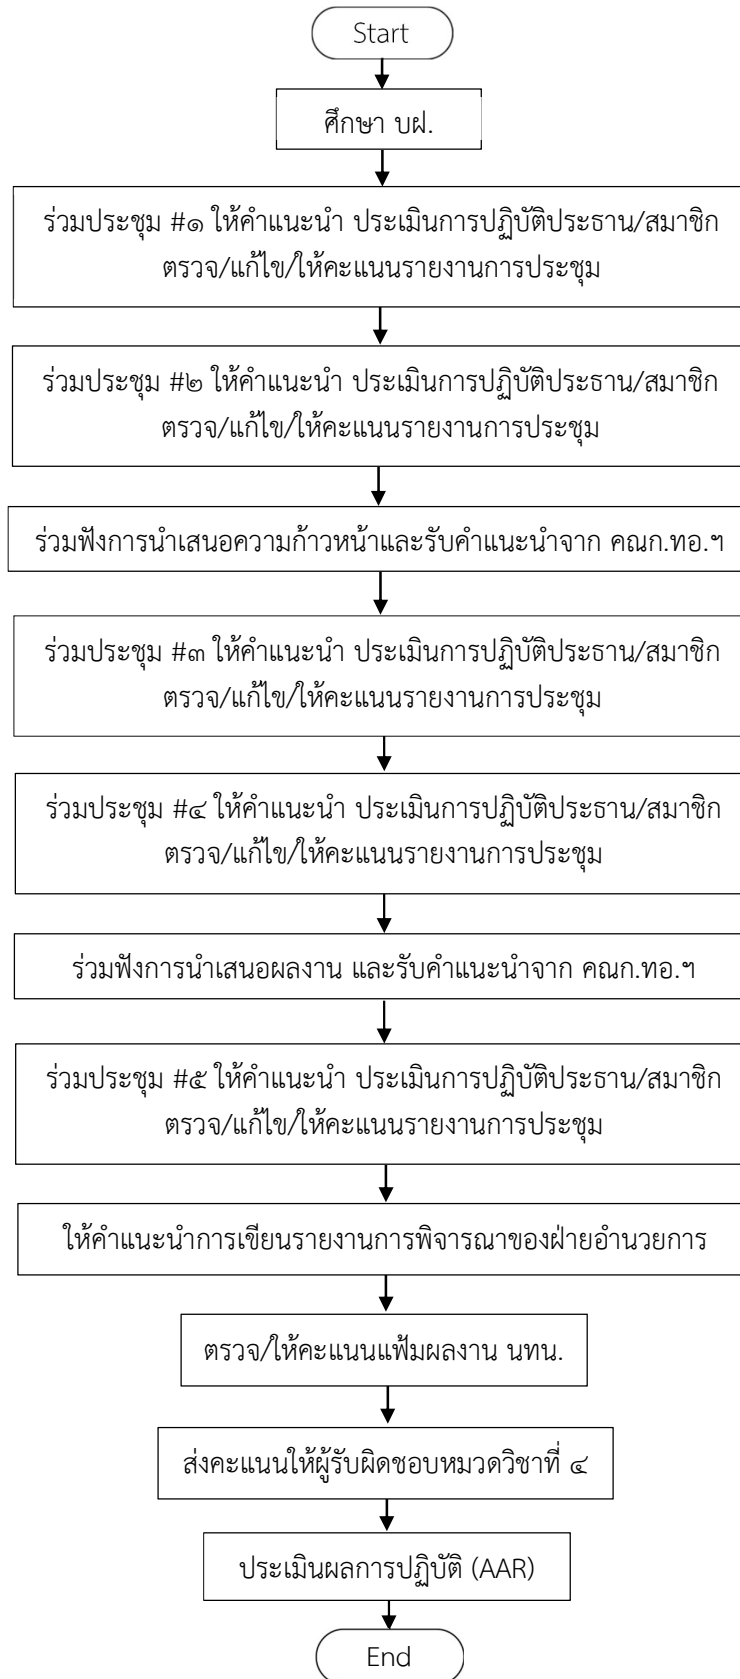 Start
ศึกษา บฝ.
ร่วมประชุม #๑ ให้คำแนะนำ ประเมินการปฏิบัติประธาน/สมาชิก
ตรวจ/แก้ไข/ให้คะแนนรายงานการประชุม
ร่วมประชุม #๒ ให้คำแนะนำ ประเมินการปฏิบัติประธาน/สมาชิก
ตรวจ/แก้ไข/ให้คะแนนรายงานการประชุม
ร่วมฟังการนำเสนอความก้าวหน้าและรับคำแนะนำจาก คณก.ทอ.ฯ
ร่วมประชุม #๓ ให้คำแนะนำ ประเมินการปฏิบัติประธาน/สมาชิก
ตรวจ/แก้ไข/ให้คะแนนรายงานการประชุม
ร่วมประชุม #๔ ให้คำแนะนำ ประเมินการปฏิบัติประธาน/สมาชิก
ตรวจ/แก้ไข/ให้คะแนนรายงานการประชุม
ร่วมฟังการนำเสนอผลงาน และรับคำแนะนำจาก คณก.ทอ.ฯ
ร่วมประชุม #๕ ให้คำแนะนำ ประเมินการปฏิบัติประธาน/สมาชิก
ตรวจ/แก้ไข/ให้คะแนนรายงานการประชุม
ให้คำแนะนำการเขียนรายงานการพิจารณาของฝ่ายอำนวยการ
ตรวจ/ให้คะแนนแฟ้มผลงาน นทน.
ส่งคะแนนให้ผู้รับผิดชอบหมวดวิชาที่ ๔
ประเมินผลการปฏิบัติ (AAR)
End